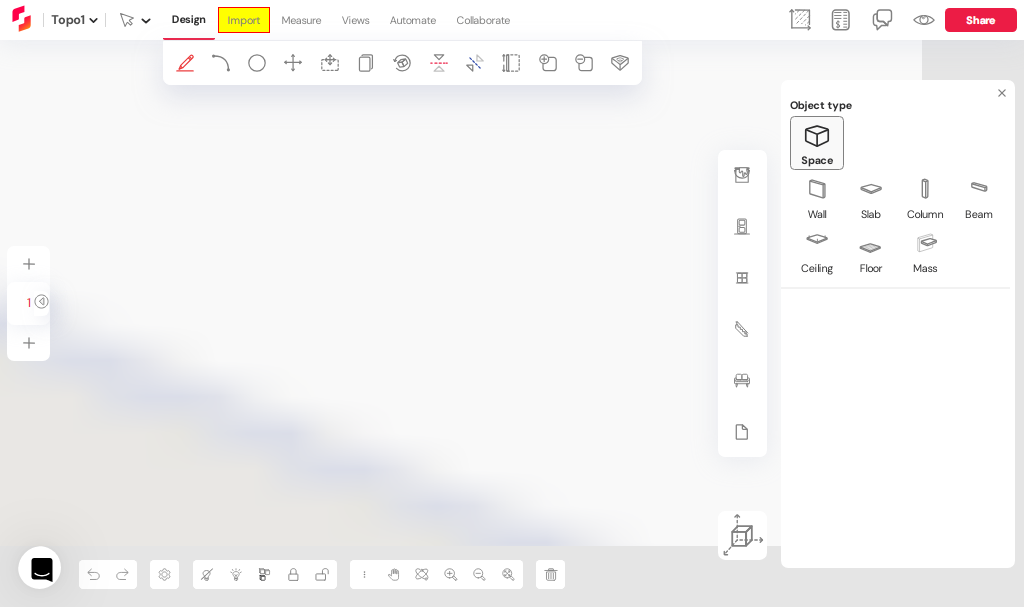 Topo1 Design Import Measure Views Automate Collaborate Share
Object type
Space
Wall Slab Column Beam
Ceiling Floor Mass
1